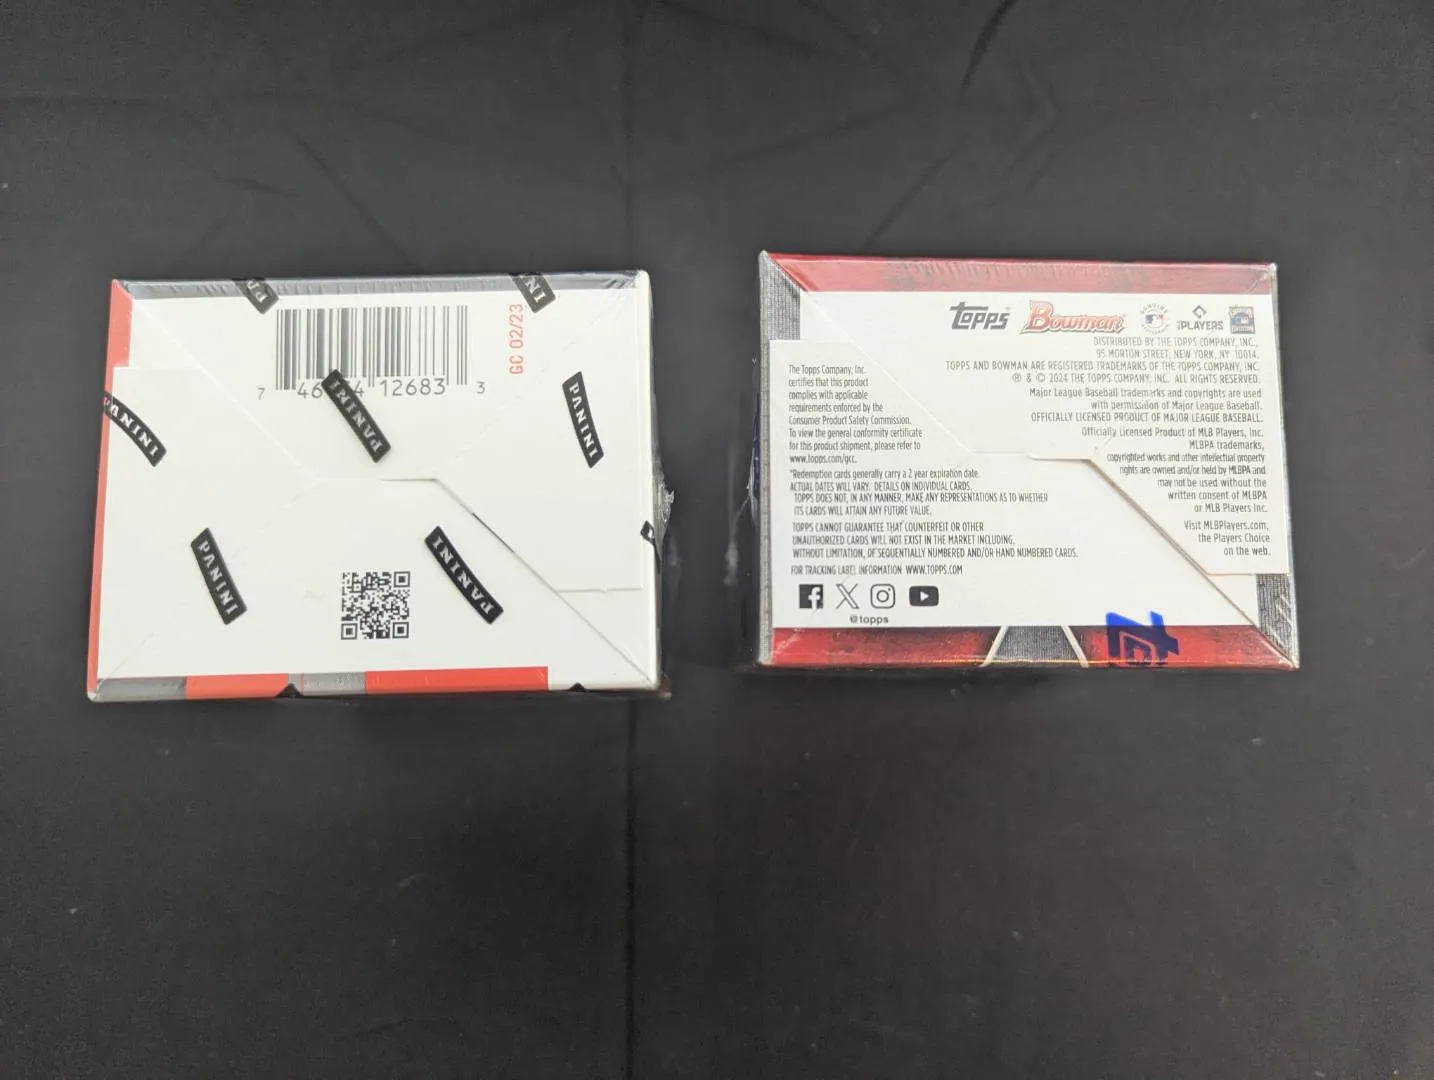 PANINI
INI
7 46 4 12683 3
GC 02/23
PANINI
PANINI
PANINI
PANINI
PANINI
topps Bowman PLAYERS
DISTRIBUTED BY THE TOPPS COMPANY, INC.,
95 MORTON STREET, NEW YORK, NY 10014.
TOPPS AND BOWMAN ARE REGISTERED TRADEMARKS OF THE TOPPS COMPANY, INC.
® & © 2024 THE TOPPS COMPANY, INC. ALL RIGHTS RESERVED.
Major League Baseball trademarks and copyrights are used
with permission of Major League Baseball.
OFFICIALLY LICENSED PRODUCT OF MAJOR LEAGUE BASEBALL.
Officially Licensed Product of MLB Players, Inc.
MLBPA trademarks,
copyrighted works and other intellectual property
rights are owned and/or held by MLBPA and
may not be used without the
written consent of MLBPA
or MLB Players Inc.
Visit MLBPlayers.com,
the Players Choice
on the web.
The Topps Company, Inc.
certifies that this product
complies with applicable
requirements enforced by the
Consumer Product Safety Commission.
To view the general conformity certificate
for this product shipment, please refer to
www.topps.com/gcc.
*Redemption cards generally carry a 2 year expiration date.
ACTUAL DATES WILL VARY. DETAILS ON INDIVIDUAL CARDS.
TOPPS DOES NOT, IN ANY MANNER, MAKE ANY REPRESENTATIONS AS TO WHETHER
ITS CARDS WILL ATTAIN ANY FUTURE VALUE.
TOPPS CANNOT GUARANTEE THAT COUNTERFEIT OR OTHER
UNAUTHORIZED CARDS WILL NOT EXIST IN THE MARKET INCLUDING,
WITHOUT LIMITATION, OF SEQUENTIALLY NUMBERED AND/OR HAND NUMBERED CARDS.
FOR TRACKING LABEL INFORMATION WWW.TOPPS.COM
@topps